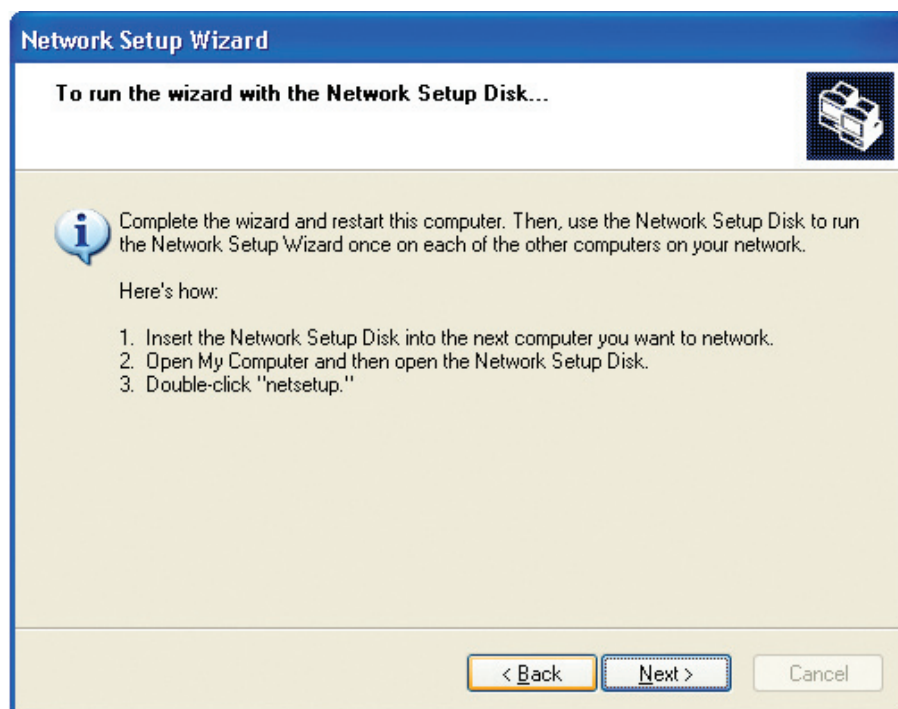 Network Setup Wizard
To run the wizard with the Network Setup Disk...
Complete the wizard and restart this computer. Then, use the Network Setup Disk to run
the Network Setup Wizard once on each of the other computers on your network.
Here's how:
1. Insert the Network Setup Disk into the next computer you want to network.
2. Open My Computer and then open the Network Setup Disk.
3. Double-click "netsetup."
< Back Next > Cancel